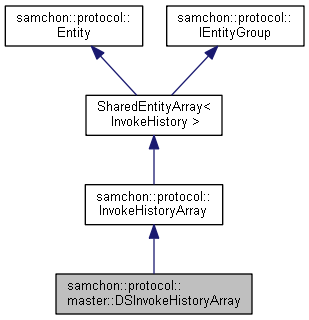 samchon::protocol::
Entity
samchon::protocol::
IEntityGroup
SharedEntityArray<
InvokeHistory >
samchon::protocol::
InvokeHistoryArray
samchon::protocol::
master::DSInvokeHistoryArray